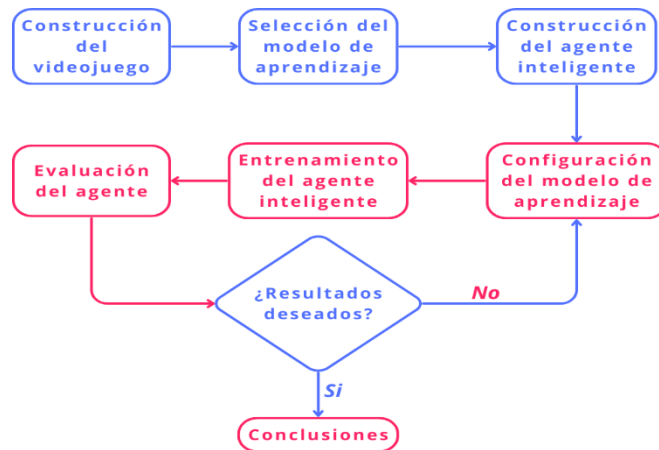 Construcción
del
videojuego
Selección del
modelo de
aprendizaje
Construcción
del agente
inteligente
Evaluación
del agente
Entrenamiento
del agente
inteligente
Configuración
del modelo de
aprendizaje
¿Resultados
deseados?
No
Si
Conclusiones